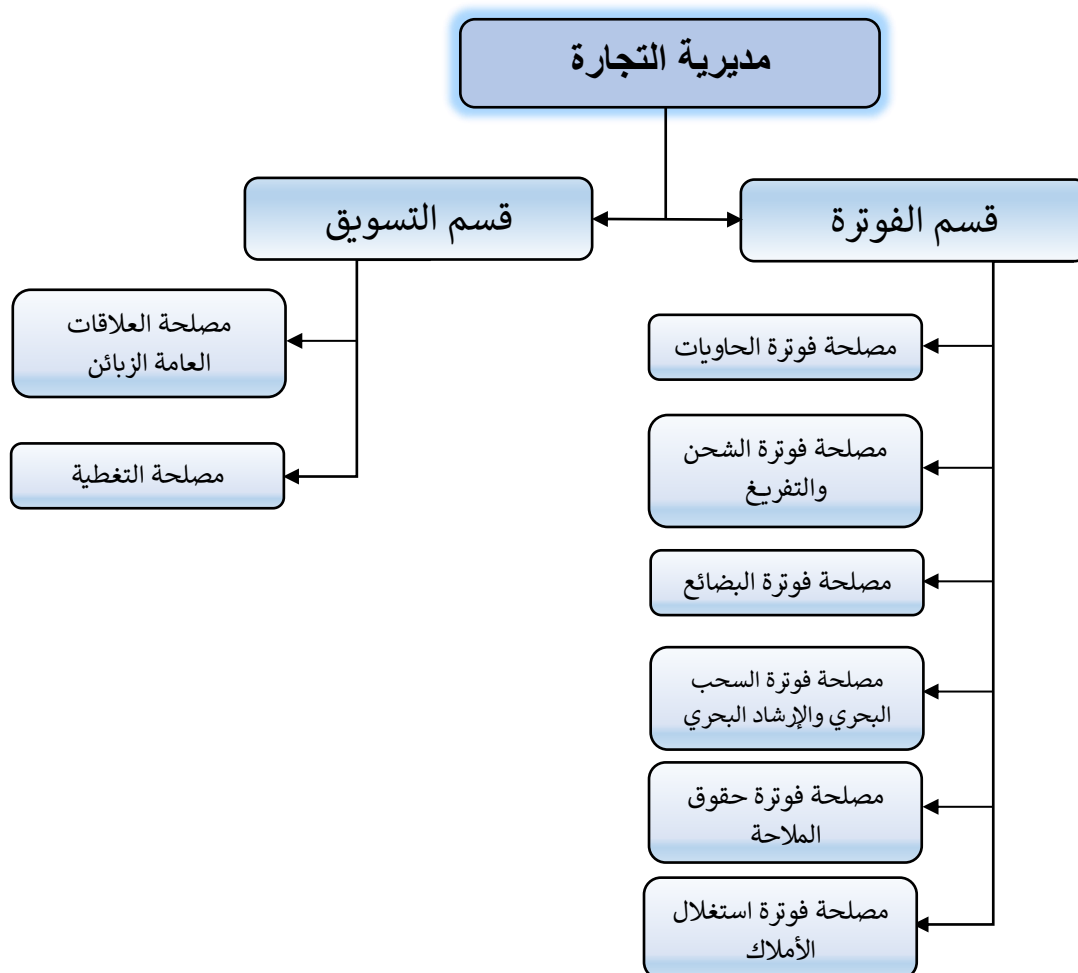 مديرية التجارة
قسم الفوترة
قسم التسويق
مصلحة فوترة الحاويات
مصلحة فوترة الشحن
والتفريغ
مصلحة فوترة البضائع
مصلحة فوترة السحب
البحري والإرشاد البحري
مصلحة فوترة حقوق
الملاحة
مصلحة فوترة استغلال
الأملاك
مصلحة العلاقات
العامة الزبائن
مصلحة التغطية